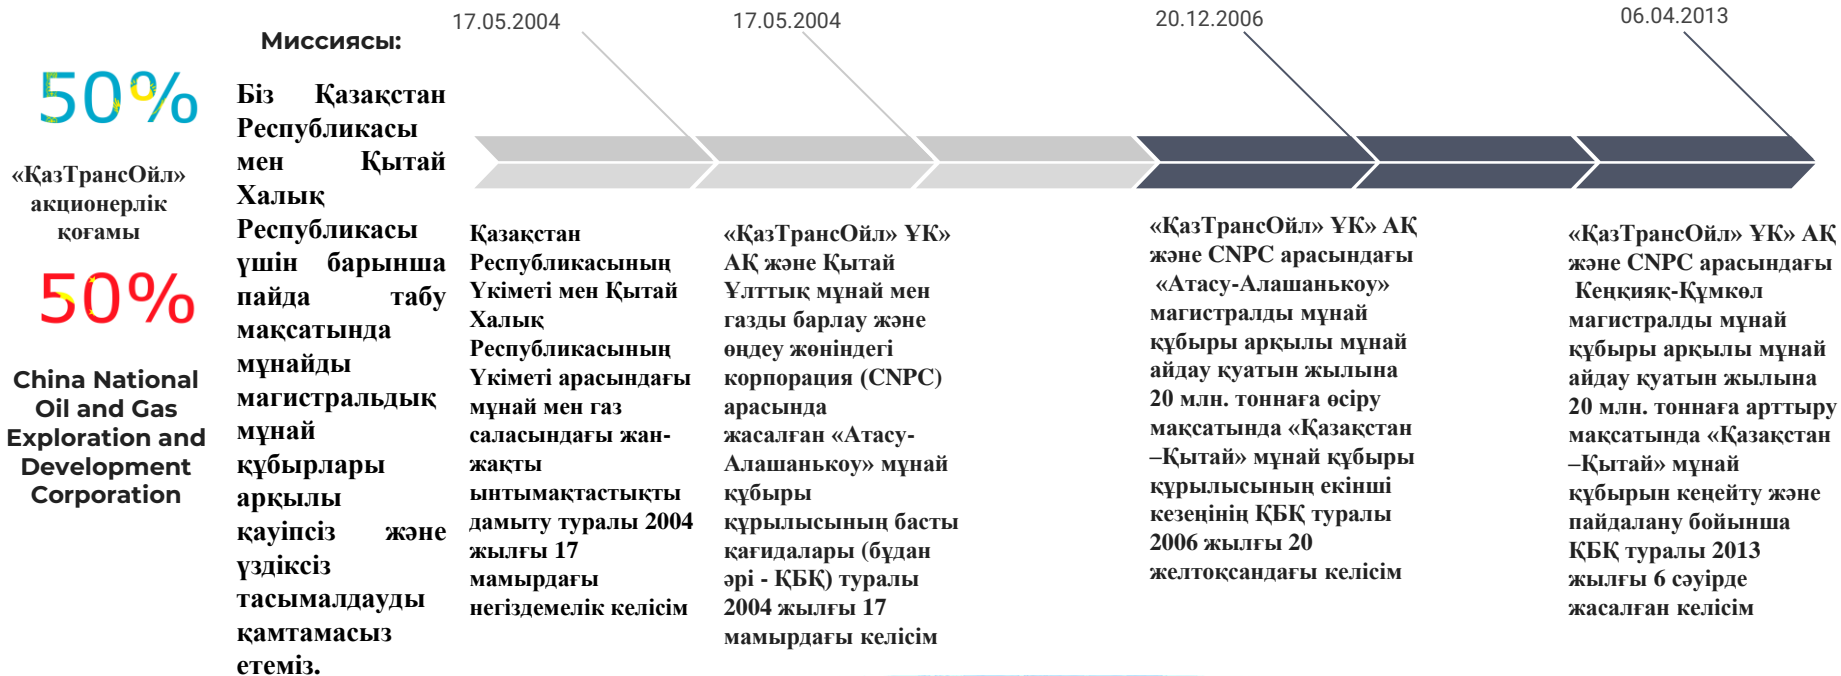 50%
«ҚазТрансОйл»
акционерлік
қоғамы
50%
China National
Oil and Gas
Exploration and
Development
Corporation
Миссиясы:
Біз Қазақстан
Республикасы
мен Қытай
Халық
Республикасы
үшін барынша
пайда табу
мақсатында
мұнайды
магистральдық
мұнай
құбырлары
арқылы
қауіпсіз және
үздіксіз
тасымалдауды
қамтамасыз
етеміз.
17.05.2004
Қазақстан
Республикасының
Үкіметі мен Қытай
Халық
Республикасының
Үкіметі арасындағы
мұнай мен газ
саласындағы жан-
жақты
ынтымақтастықты
дамыту туралы 2004
жылғы 17
мамырдағы
негіздемелік келісім
17.05.2004
«ҚазТрансОйл» ҰК»
АҚ және Қытай
Ұлттық мұнай мен
газды барлау және
өңдеу жөніндегі
корпорация (CNPC)
арасында
жасалған «Атасу-
Алашанькоу» мұнай
құбыры
құрылысының басты
қағидалары (бұдан
әрі - ҚБҚ) туралы
2004 жылғы 17
мамырдағы келісім
20.12.2006
«ҚазТрансОйл» ҰК» АҚ
және CNPC арасындағы
«Атасу-Алашанькоу»
магистралды мұнай
құбыры арқылы мұнай
айдау қуатын жылына
20 млн. тоннаға өсіру
мақсатында «Қазақстан
–Қытай» мұнай құбыры
құрылысының екінші
кезеңінің ҚБҚ туралы
2006 жылғы 20
желтоқсандағы келісім
06.04.2013
«ҚазТрансОйл» ҰК» АҚ
және CNPC арасындағы
Кеңқияқ-Құмкөл
магистралды мұнай
құбыры арқылы мұнай
айдау қуатын жылына
20 млн. тоннаға арттыру
мақсатында «Қазақстан
–Қытай» мұнай
құбырын кеңейту және
пайдалану бойынша
ҚБҚ туралы 2013
жылғы 6 сәуірде
жасалған келісім